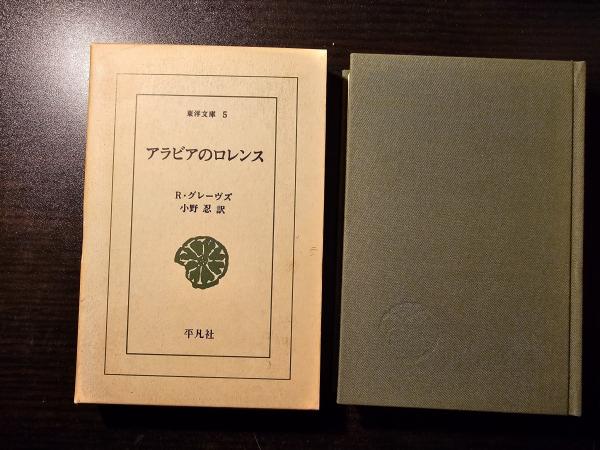 東洋文庫 5
アラビアのロレンス
R・グレーヴズ
小野 忍 訳
平凡社